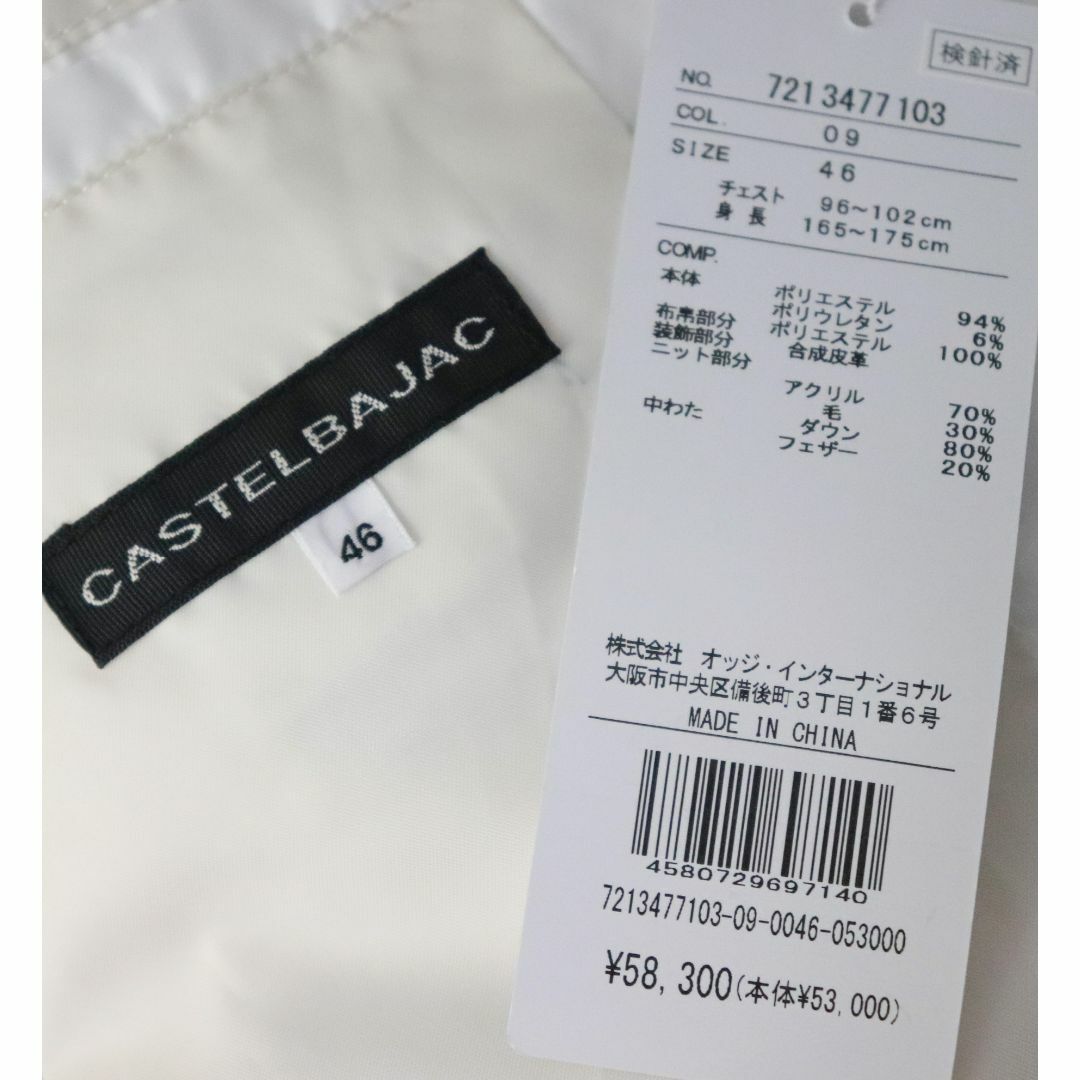 CASTELBAJAC
46
検針済
NO. 7213477103
COL. 09
SIZE 46
チェスト 96～102cm
身長 165～175cm
COMP.
本体 ポリエステル 94%
ポリウレタン 6%
布帛部分 ポリエステル 100%
装飾部分 合成皮革
ニット部分 アクリル 70%
毛 30%
中わた ダウン 80%
フェザー 20%
株式会社 オッジ・インターナショナル
大阪市中央区備後町3丁目1番6号
MADE IN CHINA
4580729697140
7213477103-09-0046-053000
¥58,300(本体¥53,000)